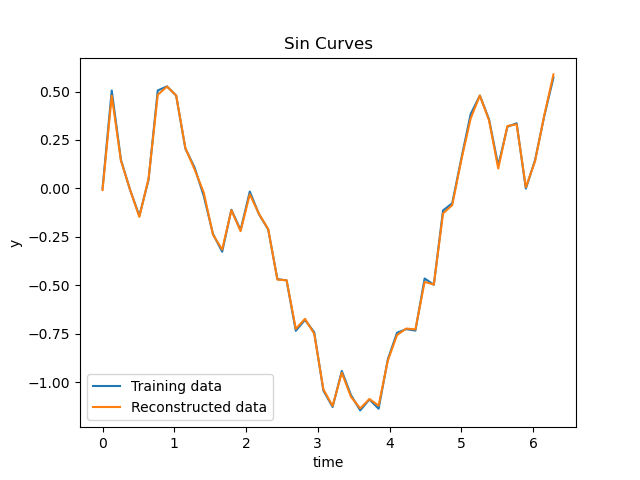 Sin Curves
0.50
0.25
0.00
−0.25
−0.50
−0.75
−1.00
y
Training data
Reconstructed data
0 1 2 3 4 5 6
time